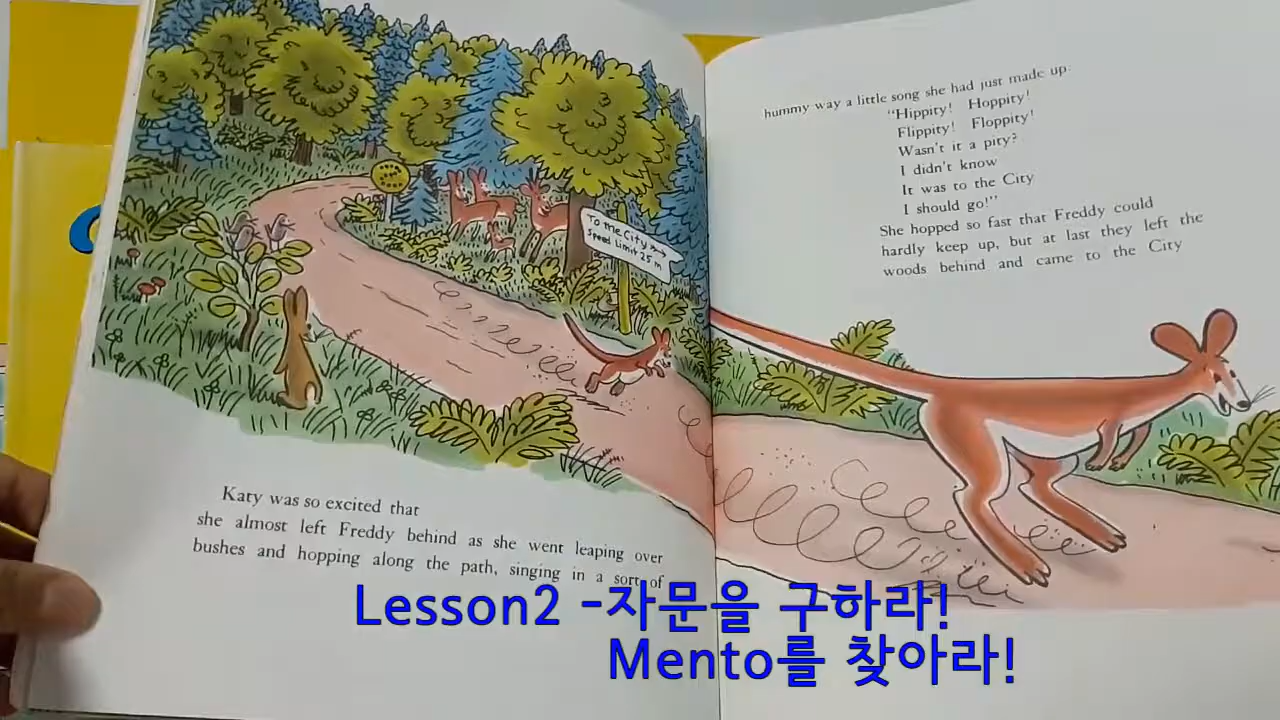 To the City
Speed Limit 25 m
Katy was so excited that
she almost left Freddy behind as she went leaping over
bushes and hopping along the path, singing in a sort of
hummy way a little song she had just made up.
"Hippity! Hoppity!
Flippity! Floppity!
Wasn't it a pity?
I didn't know
It was to the City
I should go!"
She hopped so fast that Freddy could
hardly keep up, but at last they left the
woods behind and came to the City
Lesson2 -자문을 구하라!
Mento를 찾아라!